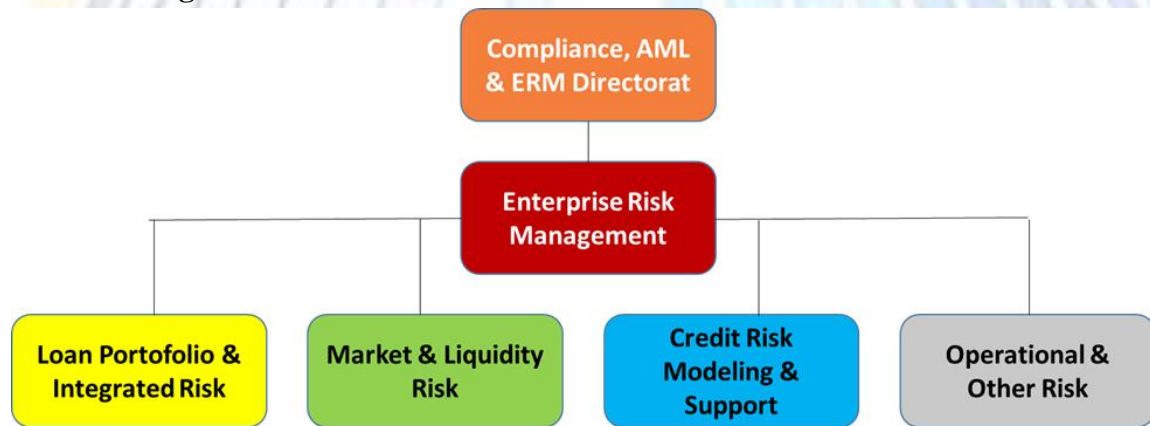 Compliance, AML
& ERM Directorat
Enterprise Risk
Management
Loan Portofolio &
Integrated Risk
Market & Liquidity
Risk
Credit Risk
Modeling &
Support
Operational &
Other Risk